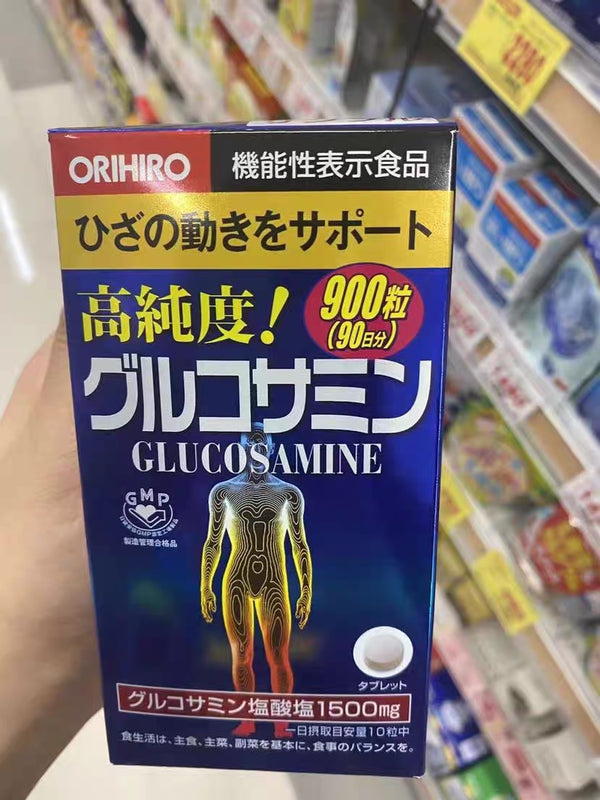 ORIHIRO
機能性表示食品
ひざの動きをサポート
高純度!
900粒
(90日分)
グルコサミン
GLUCOSAMINE
GMP
製造管理合格品
タブレット
グルコサミン塩酸塩1500mg
一日摂取目安量10粒中
食生活は、主食、主菜、副菜を基本に、食事のバランスを。